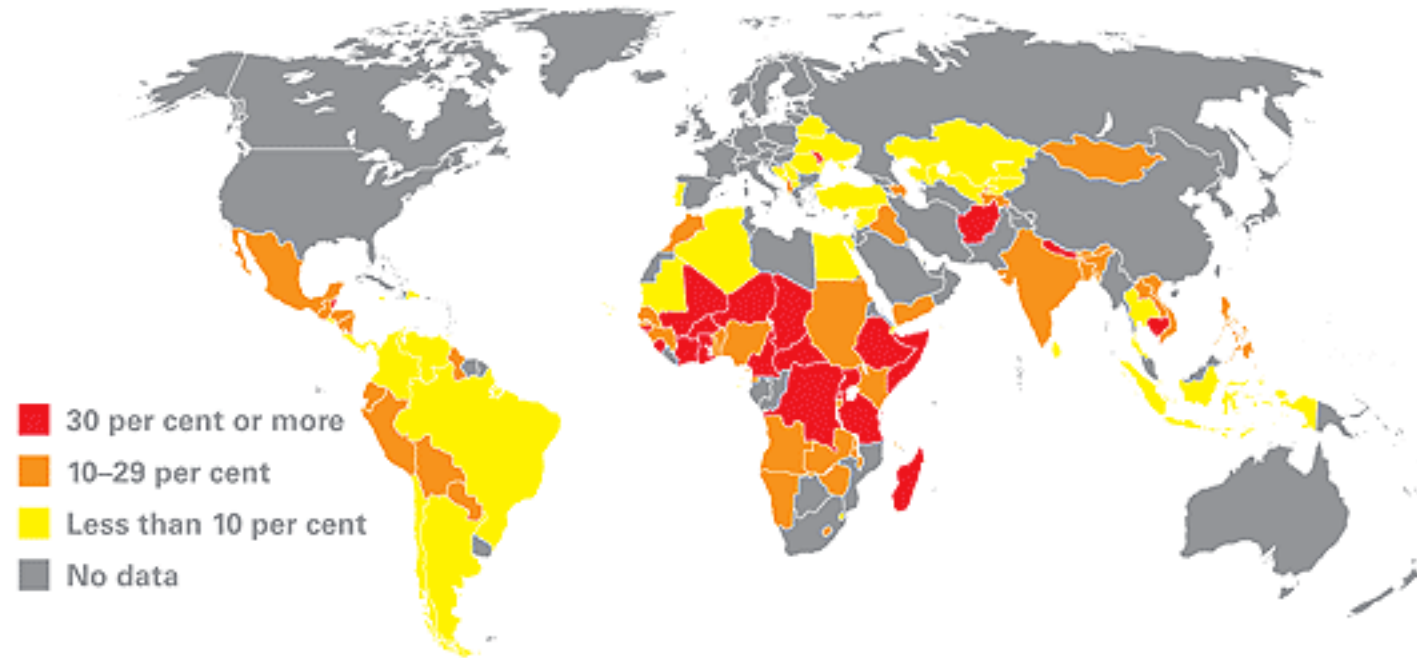 30 per cent or more
10–29 per cent
Less than 10 per cent
No data